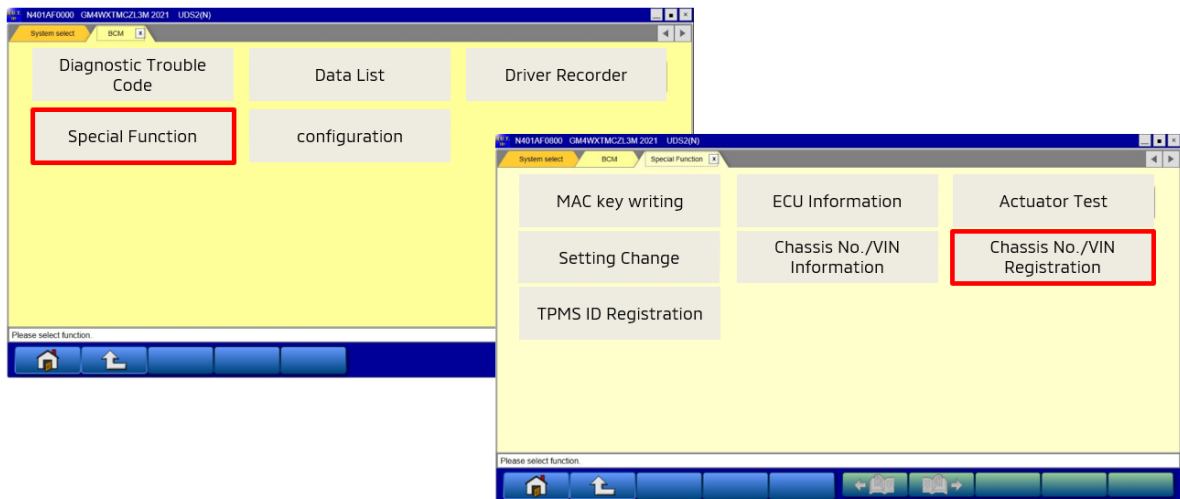 N401AF0000 GM4WXTMCZL3M 2021 UDS2(N)
System select BCM
Diagnostic Trouble
Code
Data List
Driver Recorder
Special Function
configuration
Please select function.
N401AF0800 GM4WXTMCZL3M 2021 UDS2(N)
System select BCM Special Function
MAC key writing
ECU Information
Actuator Test
Setting Change
Chassis No./VIN
Information
Chassis No./VIN
Registration
TPMS ID Registration
Please select function.